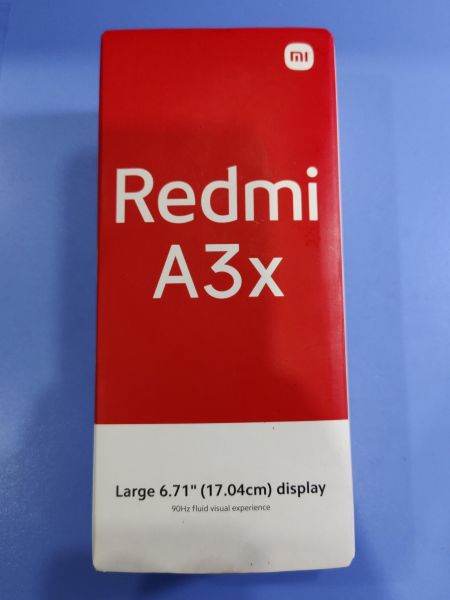 mi
Redmi
A3x
Large 6.71" (17.04cm) display
90Hz fluid visual experience